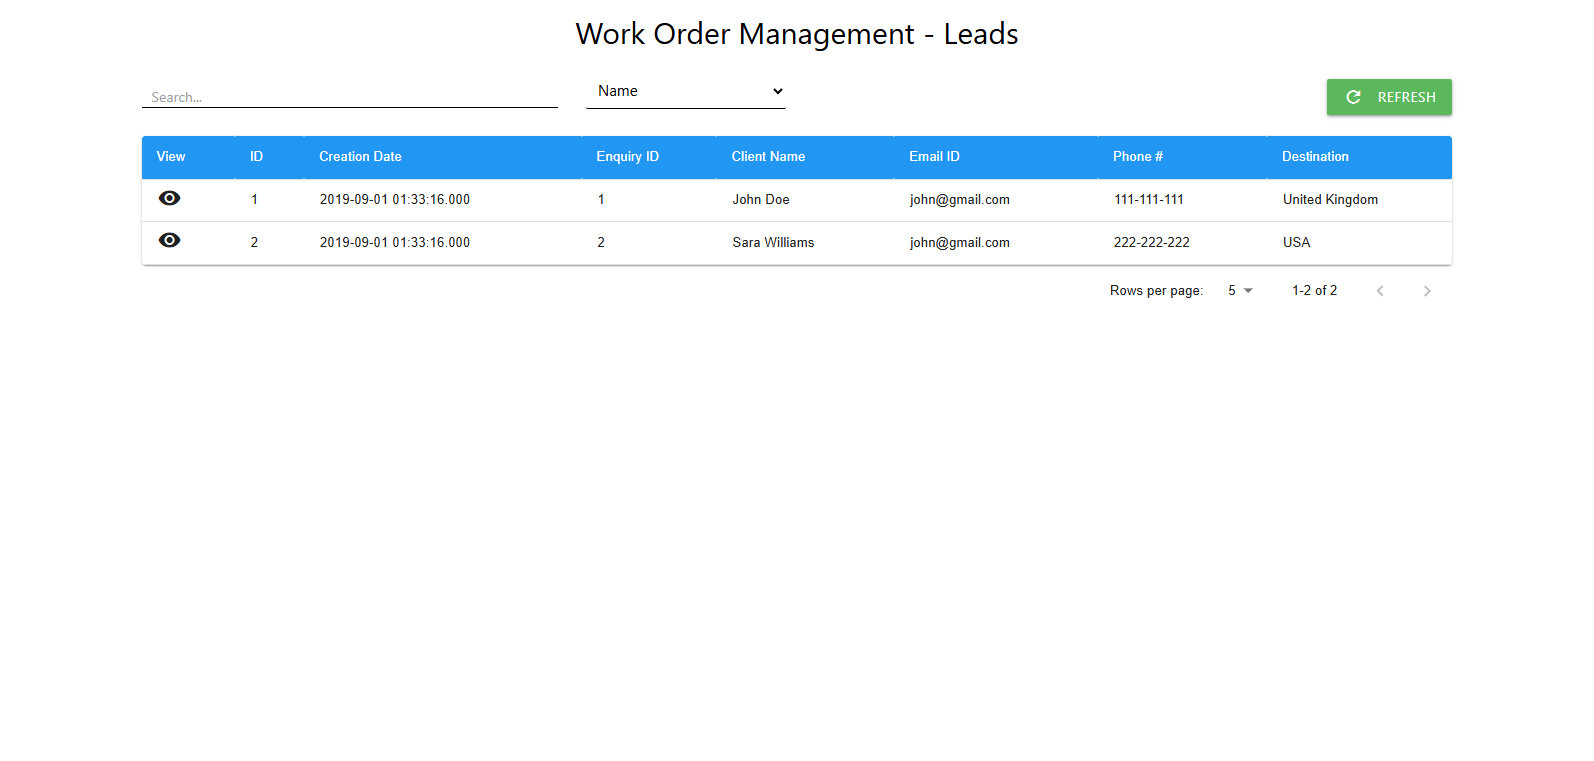 Work Order Management - Leads
Search... Name REFRESH
View ID Creation Date Enquiry ID Client Name Email ID Phone # Destination
1 2019-09-01 01:33:16.000 1 John Doe john@gmail.com 111-111-111 United Kingdom
2 2019-09-01 01:33:16.000 2 Sara Williams john@gmail.com 222-222-222 USA
Rows per page: 5 1-2 of 2